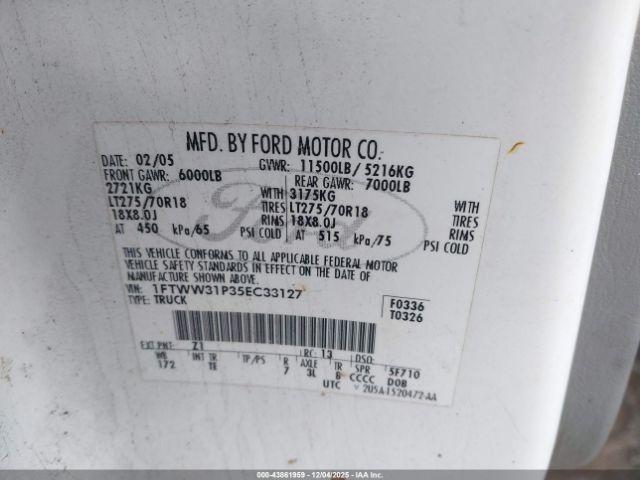 MFD. BY FORD MOTOR CO.
DATE: 02/05 GVWR: 11500LB/ 5216KG
FRONT GAWR: 6000LB REAR GAWR: 7000LB
2721KG WITH 3175KG WITH
LT275/70R18 TIRES LT275/70R18 TIRES
18X8.0J RIMS 18X8.0J RIMS
AT 450 kPa/65 PSI COLD AT 515 kPa/75 PSI COLD
THIS VEHICLE CONFORMS TO ALL APPLICABLE FEDERAL MOTOR
VEHICLE SAFETY STANDARDS IN EFFECT ON THE DATE OF
MANUFACTURE SHOWN ABOVE.
VIN: 1FTWW31P35EC33127 F0336
TYPE: TRUCK T0326
EXT PNT: Z1 RC: 13 DSO:
WB INT TR TP/PS R AXLE TR SPR 5F710
172 TE 7 3L B CCCC DOB
UTC V 2U5A-1520472-AA
Ford
000-43861959 | 12/04/2025 | IAAI.COM